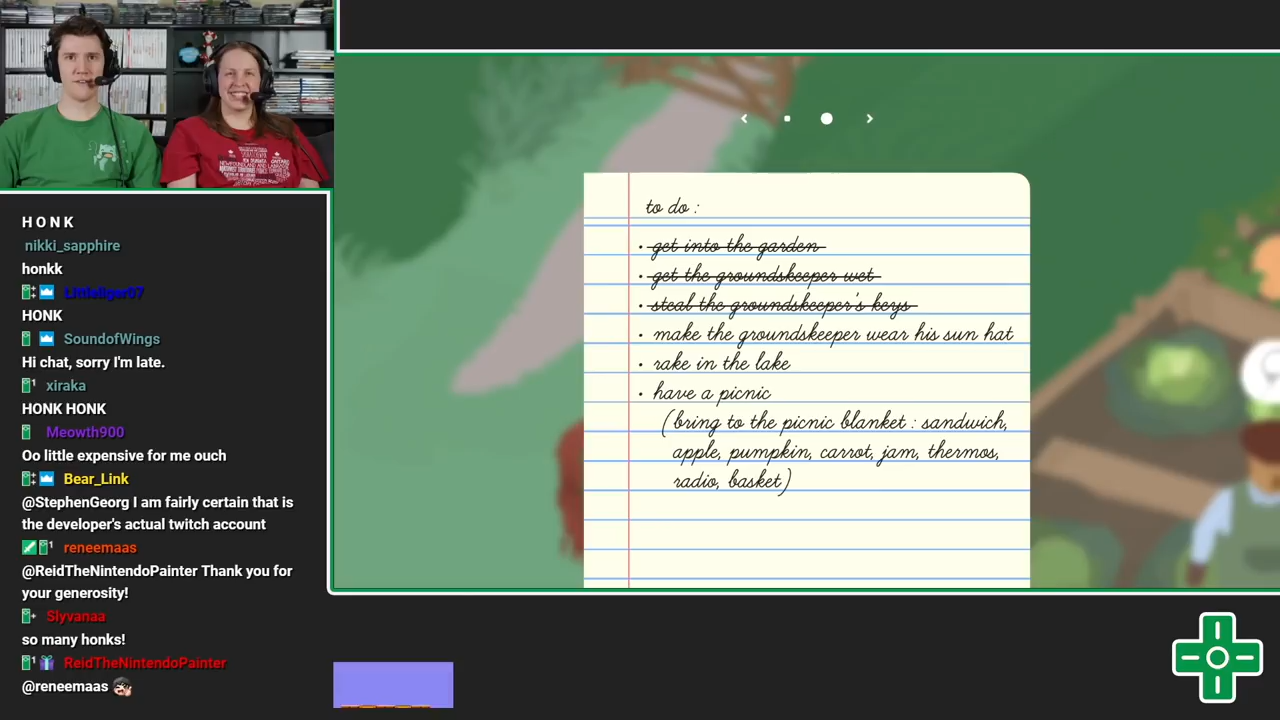 H O N K
nikki_sapphire
honkk
Littleliger07
HONK
SoundofWings
Hi chat, sorry I'm late.
xiraka
HONK HONK
Meowth900
Oo little expensive for me ouch
Bear_Link
@StephenGeorg I am fairly certain that is
the developer's actual twitch account
reneemaas
@ReidTheNintendoPainter Thank you for
your generosity!
Slyvanaa
so many honks!
ReidTheNintendoPainter
@reneemaas
to do :
• get into the garden
• get the groundskeeper wet
• steal the groundskeeper's keys
• make the groundskeeper wear his sun hat
• rake in the lake
• have a picnic
(bring to the picnic blanket : sandwich,
apple, pumpkin, carrot, jam, thermos,
radio, basket)